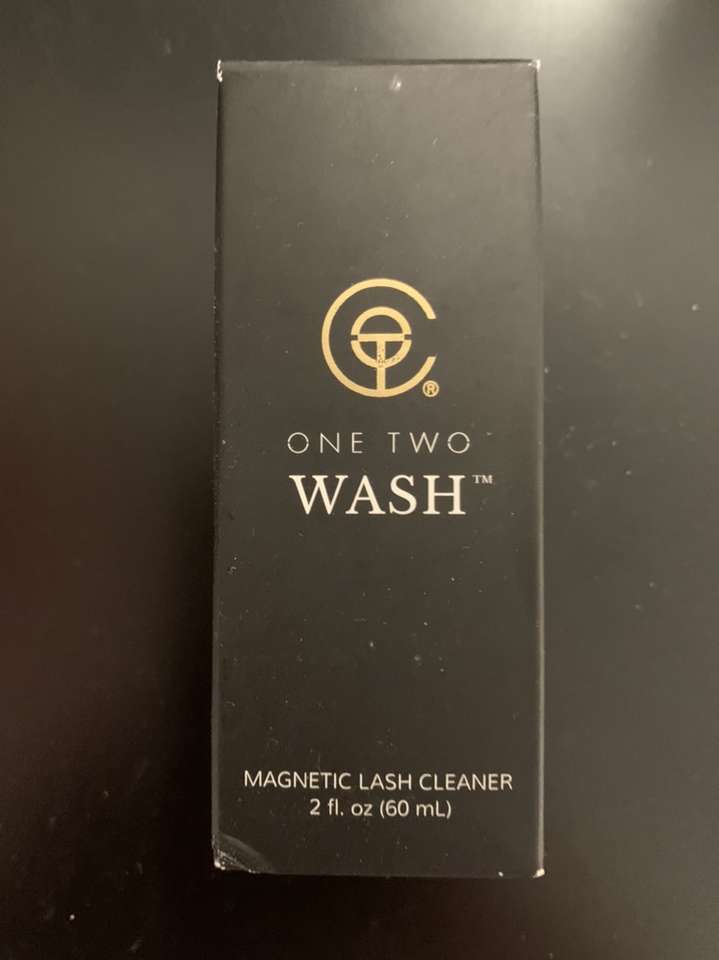 ®
ONE TWO
WASH™
MAGNETIC LASH CLEANER
2 fl. oz (60 mL)